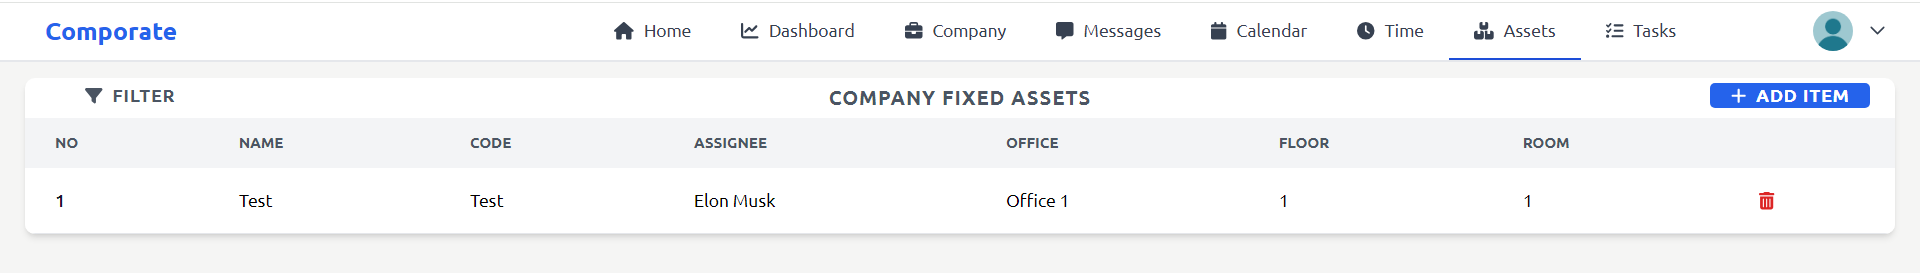 Comporate Home Dashboard Company Messages Calendar Time Assets Tasks
FILTER COMPANY FIXED ASSETS + ADD ITEM
NO NAME CODE ASSIGNEE OFFICE FLOOR ROOM
1 Test Test Elon Musk Office 1 1 1